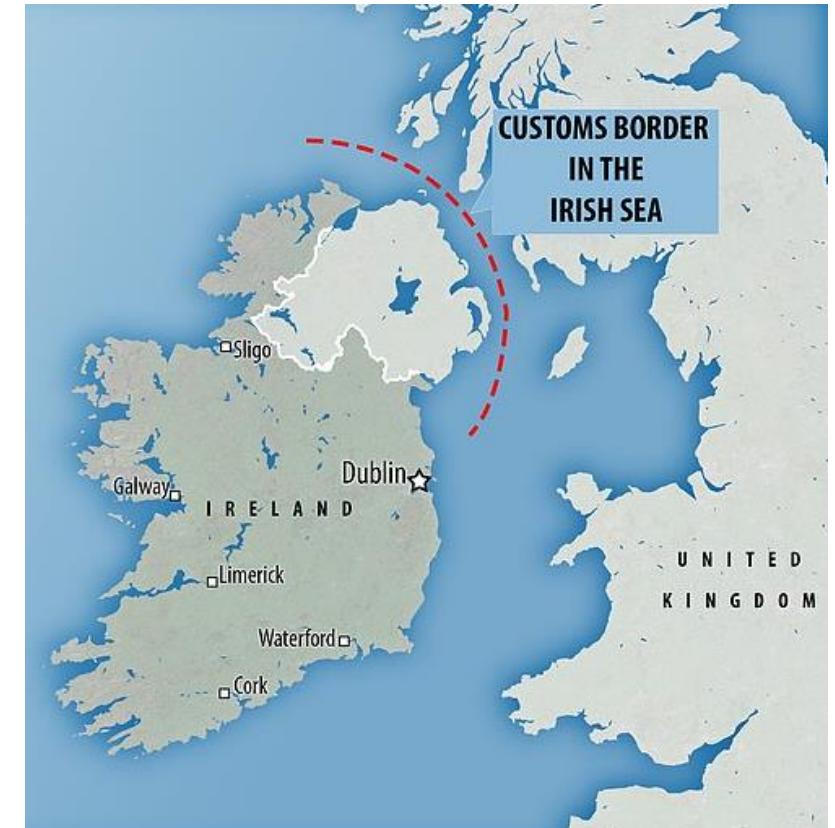 CUSTOMS BORDER
IN THE
IRISH SEA
Sligo
Dublin
Galway
IRELAND
UNITED
KINGDOM
Limerick
Waterford
Cork